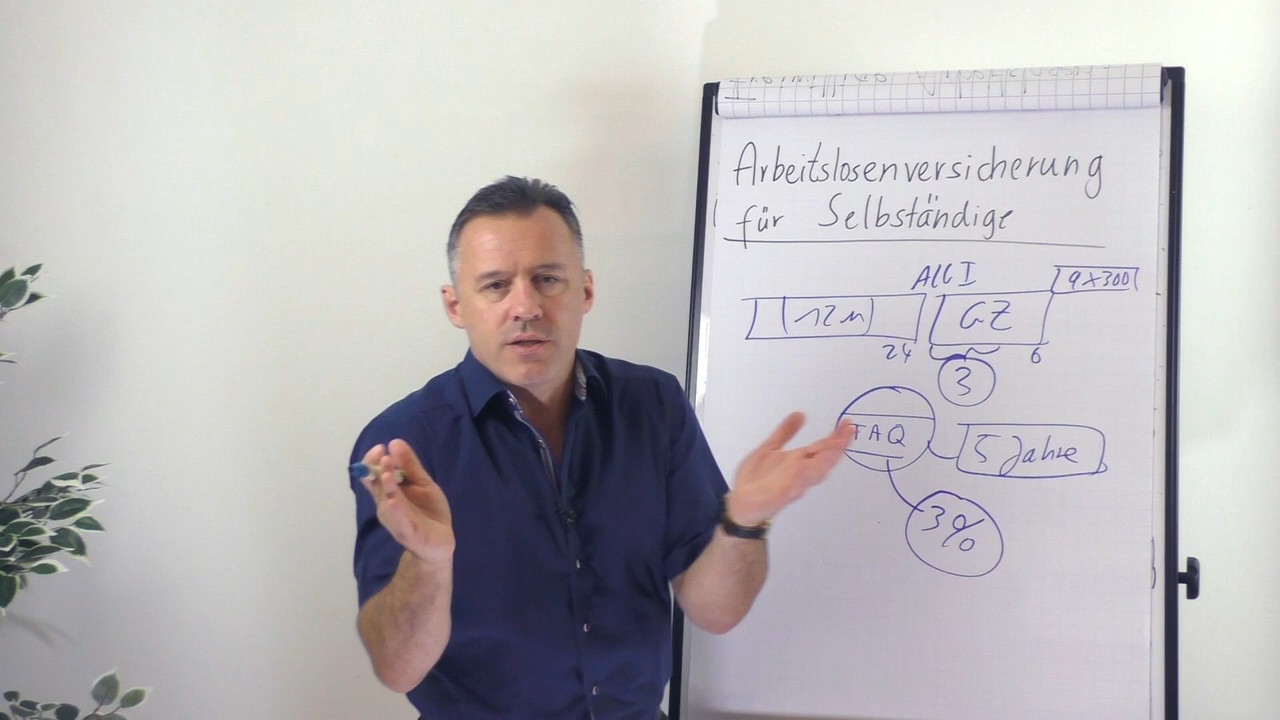 Arbeitslosenversicherung
für Selbständige
AlG I
9x300
12M
GZ
24
6
3
FAQ
5 Jahre
3%